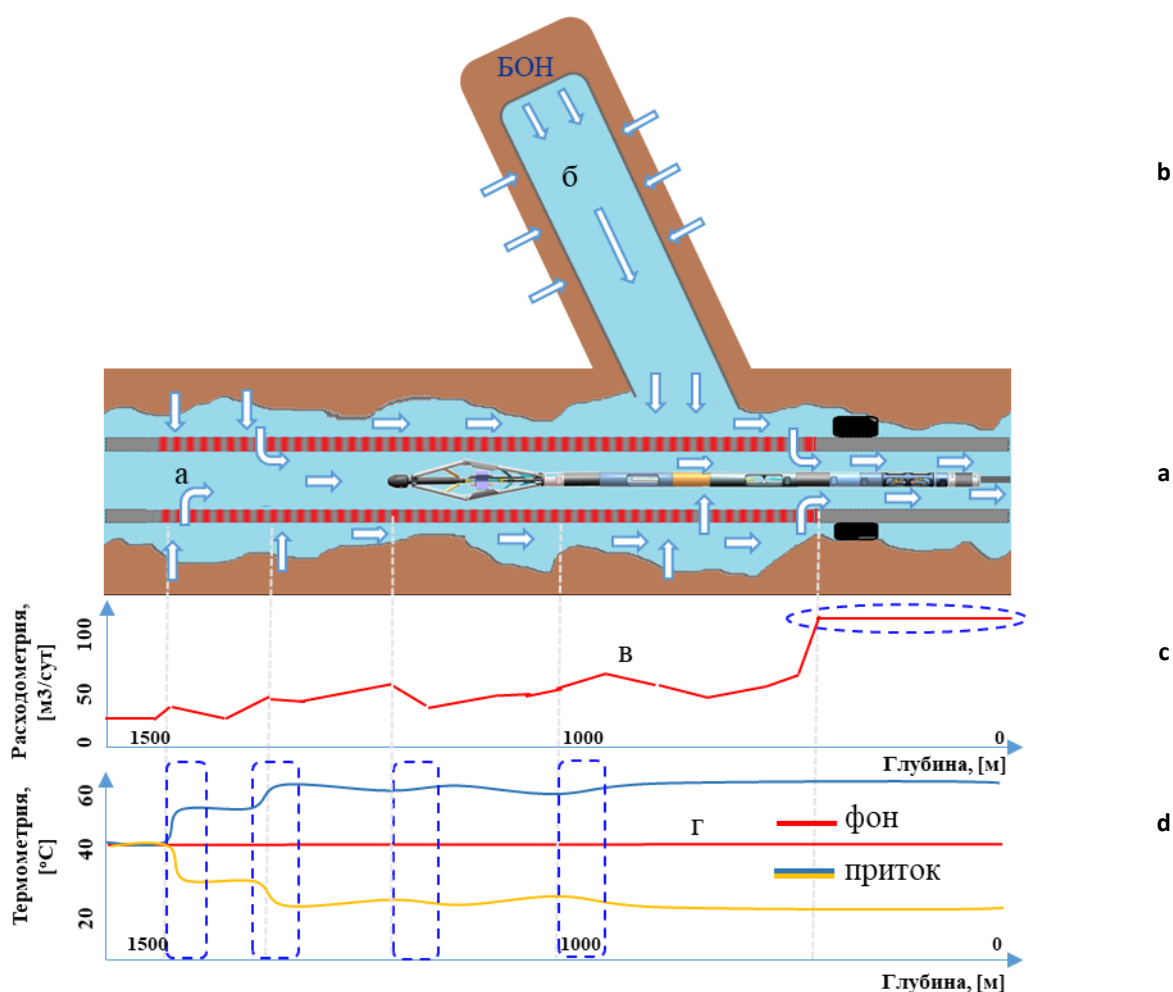 БОН
б
b
а
a
Расходометрия,
[м3/сут]
100
50
0
в
c
1500
1000
0
Глубина, [м]
Термометрия,
[оС]
60
40
20
г
фон
приток
d
1500
1000
0
Глубина, [м]